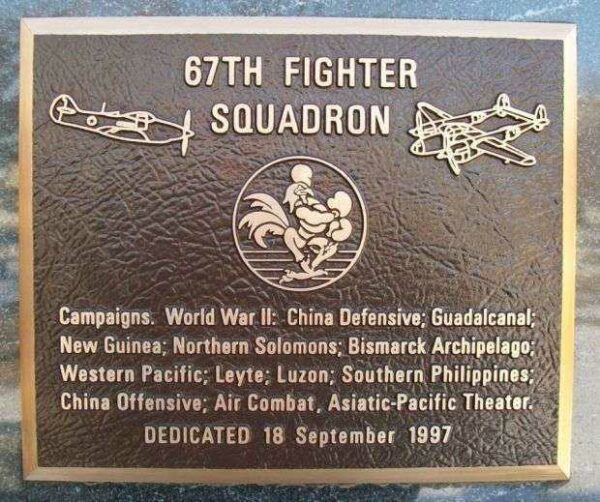 67TH FIGHTER
SQUADRON
Campaigns. World War II: China Defensive; Guadalcanal;
New Guinea; Northern Solomons; Bismarck Archipelago;
Western Pacific; Leyte; Luzon; Southern Philippines;
China Offensive; Air Combat, Asiatic-Pacific Theater.
DEDICATED 18 September 1997